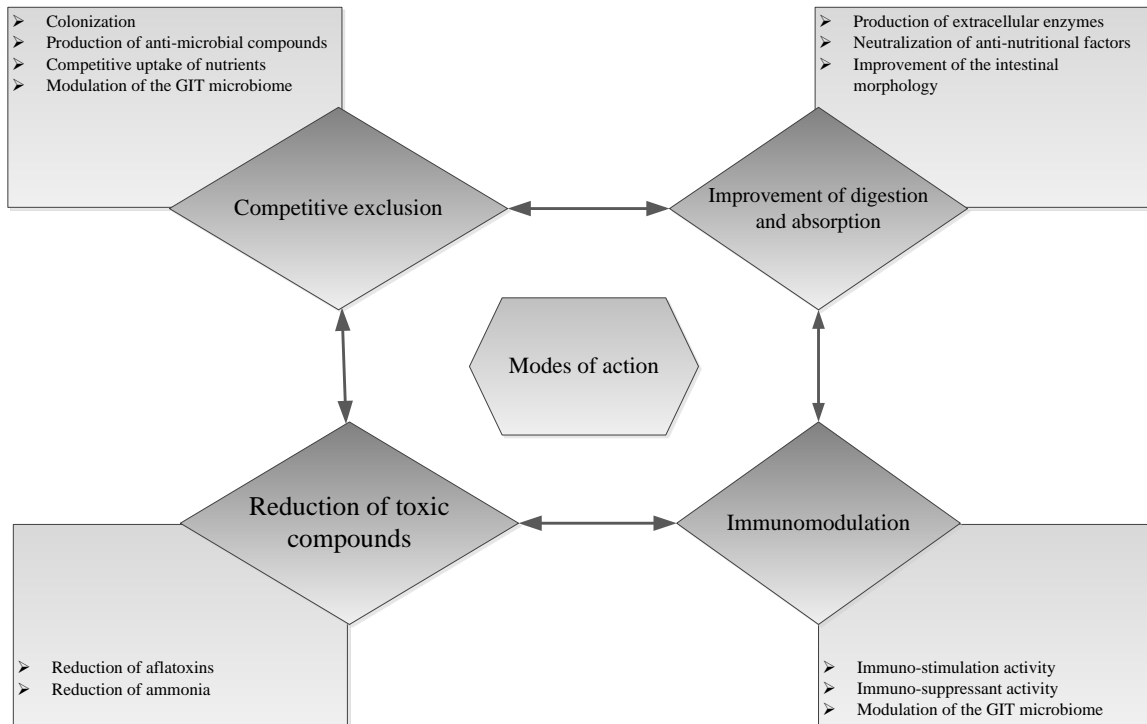 ➢ Colonization
➢ Production of anti-microbial compounds
➢ Competitive uptake of nutrients
➢ Modulation of the GIT microbiome
➢ Production of extracellular enzymes
➢ Neutralization of anti-nutritional factors
➢ Improvement of the intestinal
morphology
Competitive exclusion
Improvement of digestion
and absorption
Modes of action
Reduction of toxic
compounds
Immunomodulation
➢ Reduction of aflatoxins
➢ Reduction of ammonia
➢ Immuno-stimulation activity
➢ Immuno-suppressant activity
➢ Modulation of the GIT microbiome